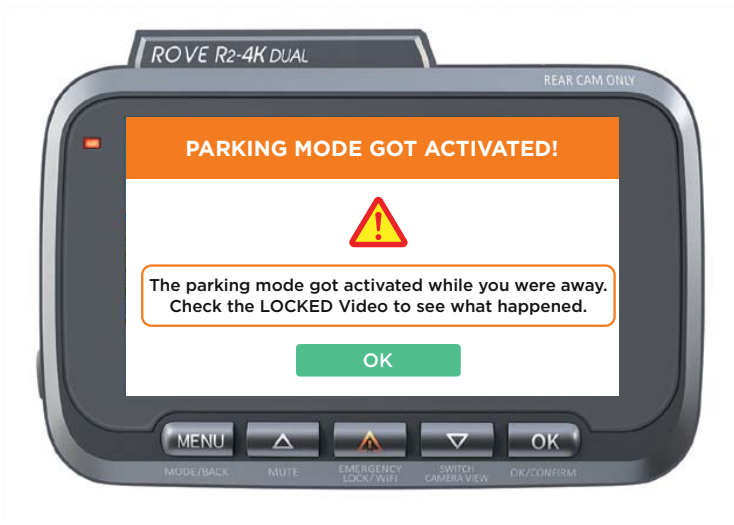 ROVE R2-4K DUAL
REAR CAM ONLY
PARKING MODE GOT ACTIVATED!
The parking mode got activated while you were away.
Check the LOCKED Video to see what happened.
OK
MENU OK
MODE/BACK MUTE EMERGENCY LOCK/WIFI SWITCH CAMERA VIEW OK/CONFIRM